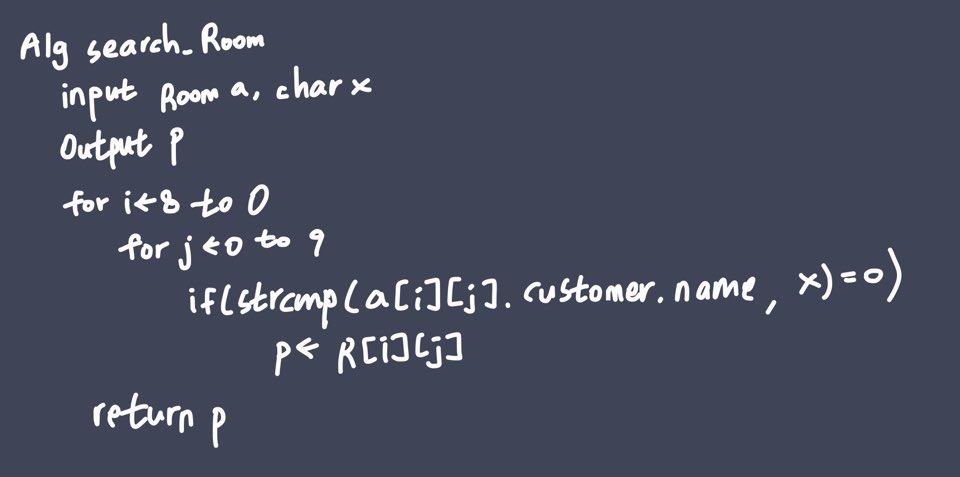 Alg search_Room
input Room a, char x
Output P
for i←8 to 0
for j←0 to 9
if(strcmp(a[i][j].customer.name, x)=0)
p← R[i][j]
return p